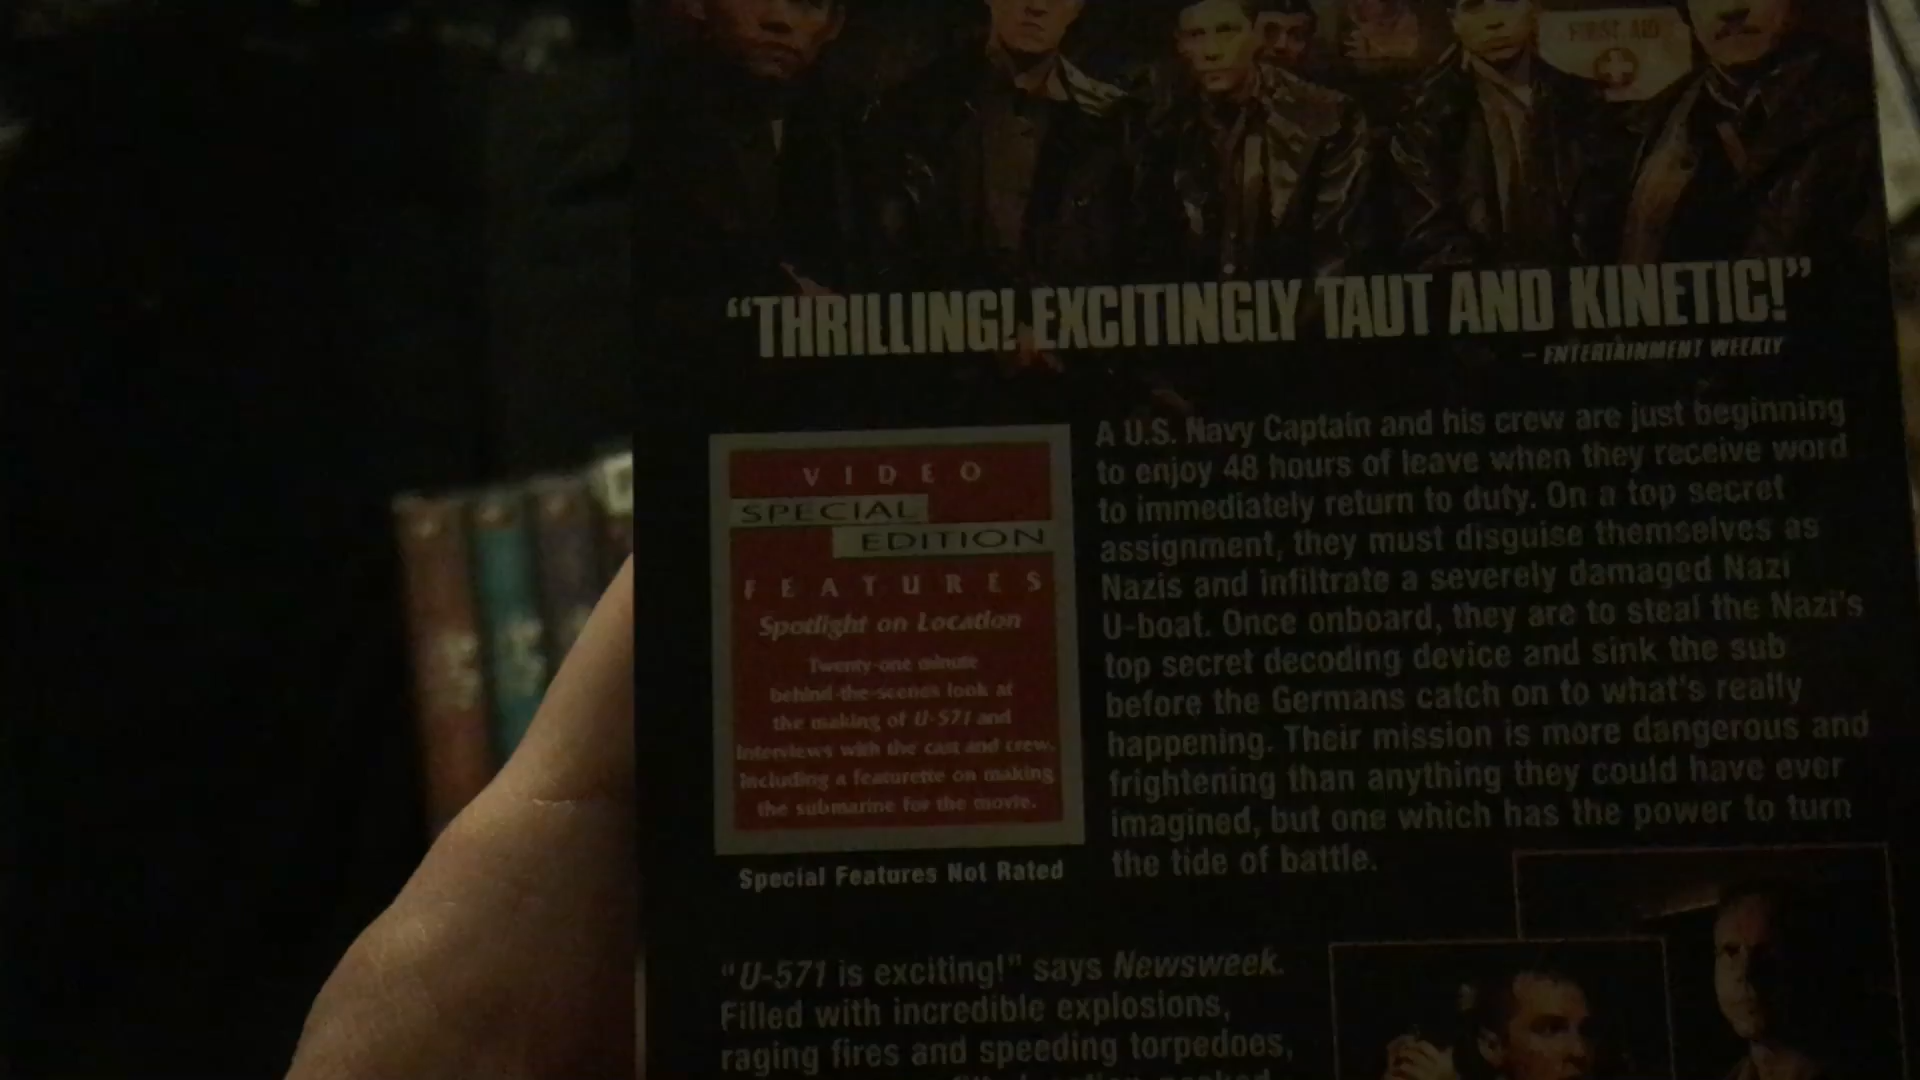 FIRST AID
“THRILLING! EXCITINGLY TAUT AND KINETIC!”
– ENTERTAINMENT WEEKLY
VIDEO
SPECIAL
EDITION
FEATURES
Spotlight on Location
Twenty-one minute
behind-the-scenes look at
the making of U-571 and
Interviews with the cast and crew.
Including a featurette on making
the submarine for the movie.
Special Features Not Rated
A U.S. Navy Captain and his crew are just beginning
to enjoy 48 hours of leave when they receive word
to immediately return to duty. On a top secret
assignment, they must disguise themselves as
Nazis and infiltrate a severely damaged Nazi
U-boat. Once onboard, they are to steal the Nazi's
top secret decoding device and sink the sub
before the Germans catch on to what's really
happening. Their mission is more dangerous and
frightening than anything they could have ever
imagined, but one which has the power to turn
the tide of battle.
"U-571 is exciting!" says Newsweek.
Filled with incredible explosions,
raging fires and speeding torpedoes,